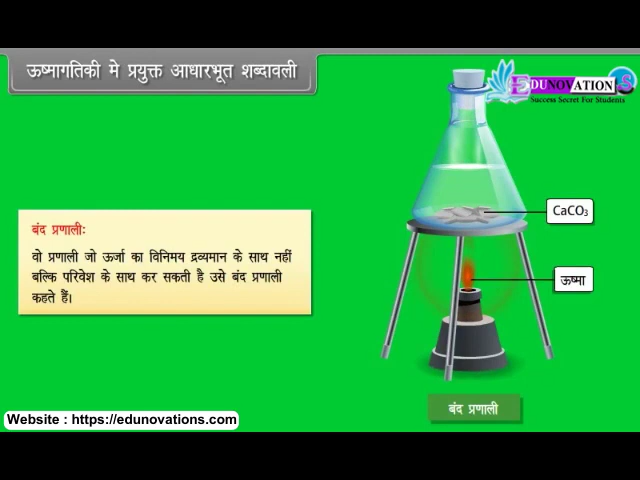 ऊष्मागतिकी मे प्रयुक्त आधारभूत शब्दावली
EDUNOVATIONS
Success Secret For Students
बंद प्रणालीः
वो प्रणाली जो ऊर्जा का विनिमय द्रव्यमान के साथ नहीं
बल्कि परिवेश के साथ कर सकती है उसे बंद प्रणाली
कहते हैं।
CaCO₃
ऊष्मा
बंद प्रणाली
Website : https://edunovations.com